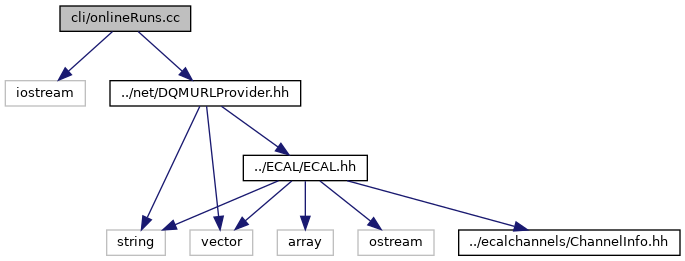 cli/onlineRuns.cc
iostream
../net/DQMURLProvider.hh
../ECAL/ECAL.hh
string
vector
array
ostream
../ecalchannels/ChannelInfo.hh